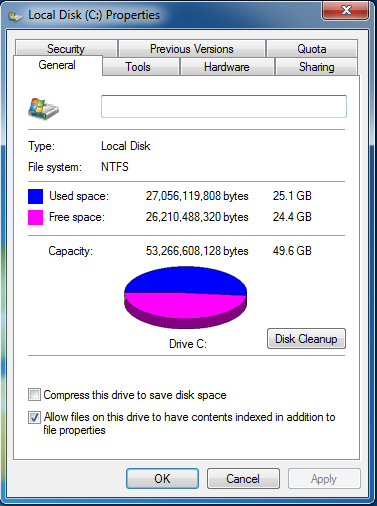 Local Disk (C:) Properties
Security Previous Versions Quota
General Tools Hardware Sharing
Type: Local Disk
File system: NTFS
Used space: 27,056,119,808 bytes 25.1 GB
Free space: 26,210,488,320 bytes 24.4 GB
Capacity: 53,266,608,128 bytes 49.6 GB
Drive C:
Disk Cleanup
Compress this drive to save disk space
Allow files on this drive to have contents indexed in addition to
file properties
OK Cancel Apply